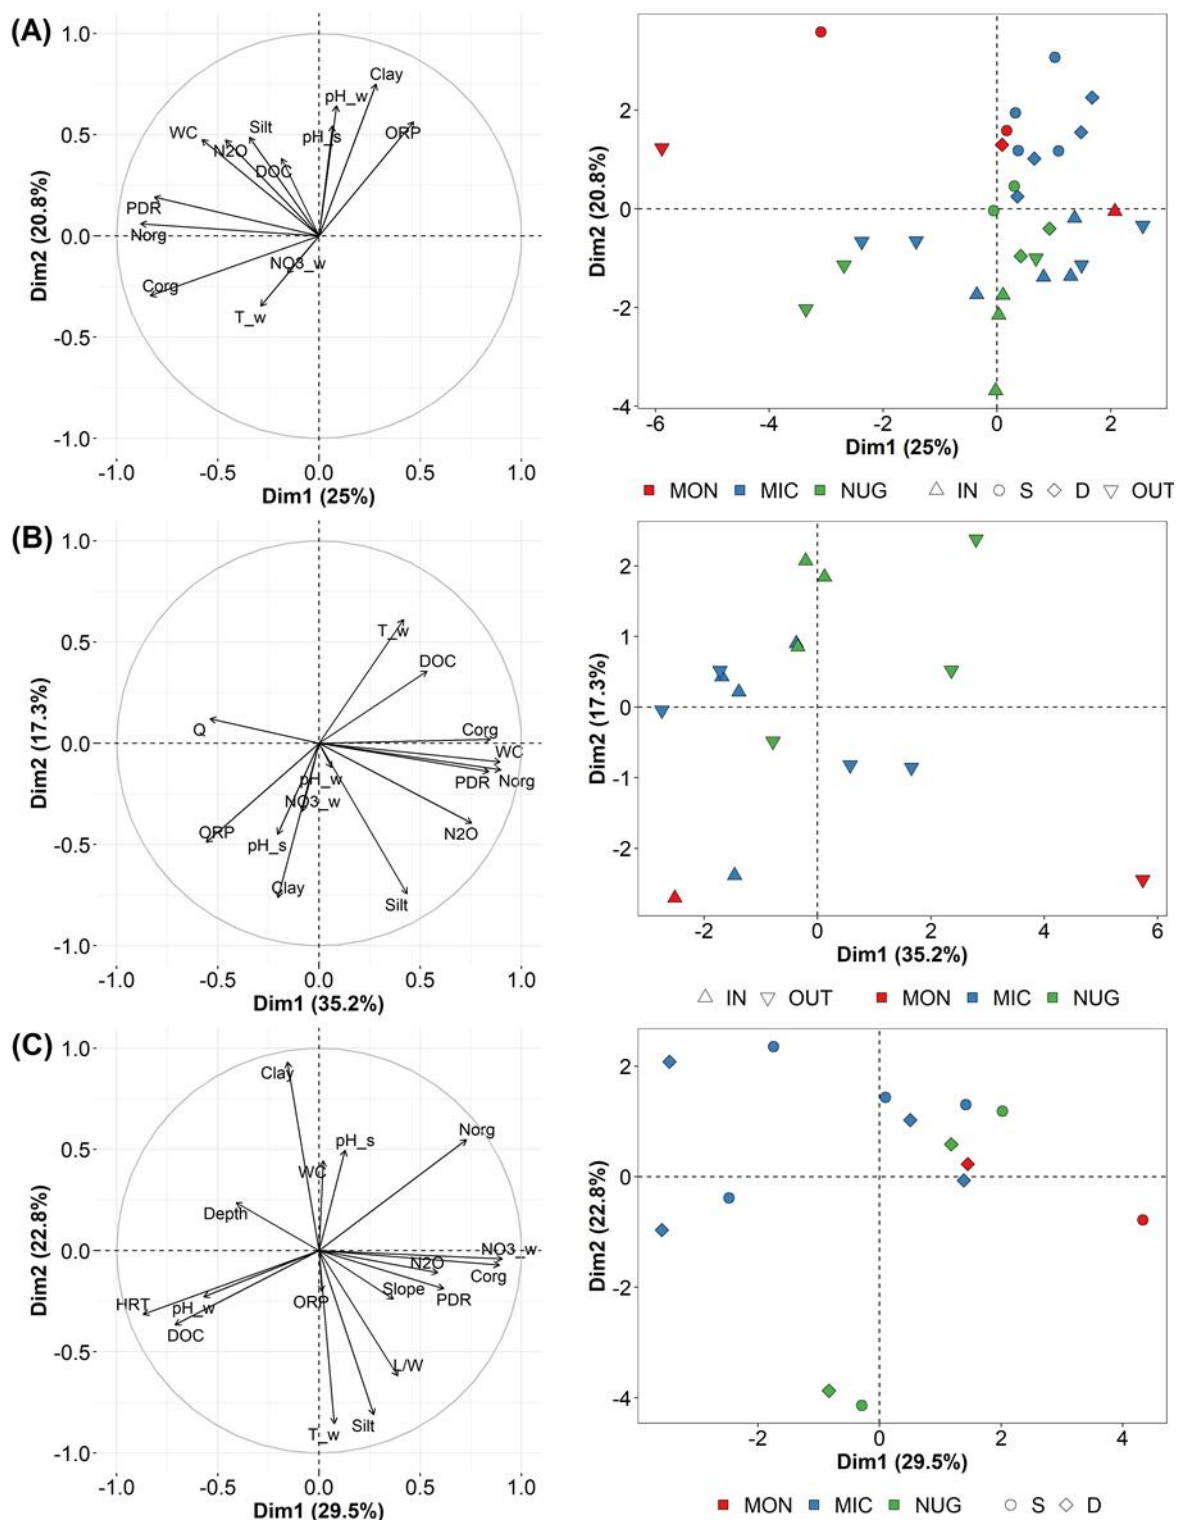 (A)
1.0
0.5
0.0
-0.5
-1.0
Dim2 (20.8%)
Clay
pH_w
WC
Silt
pH_s
ORP
N2O
DOC
PDR
Norg
NO3_w
Corg
T_w
-1.0 -0.5 0.0 0.5 1.0
Dim1 (25%)
2
0
-2
-4
Dim2 (20.8%)
-6 -4 -2 0 2
Dim1 (25%)
MON MIC NUG IN S D OUT
(B)
1.0
0.5
0.0
-0.5
-1.0
Dim2 (17.3%)
T_w
DOC
Q
Corg
WC
pH_w
PDR Norg
NO3_w
ORP
N2O
pH_s
Clay
Silt
-1.0 -0.5 0.0 0.5 1.0
Dim1 (35.2%)
2
1
0
-1
-2
Dim2 (17.3%)
-2 0 2 4 6
Dim1 (35.2%)
IN OUT MON MIC NUG
(C)
1.0
0.5
0.0
-0.5
-1.0
Dim2 (22.8%)
Clay
Norg
pH_s
WC
Depth
NO3_w
N2O
Corg
Slope
PDR
HRT
pH_w
ORP
DOC
L/W
Silt
T_w
-1.0 -0.5 0.0 0.5 1.0
Dim1 (29.5%)
2
0
-2
-4
Dim2 (22.8%)
-2 0 2 4
Dim1 (29.5%)
MON MIC NUG S D